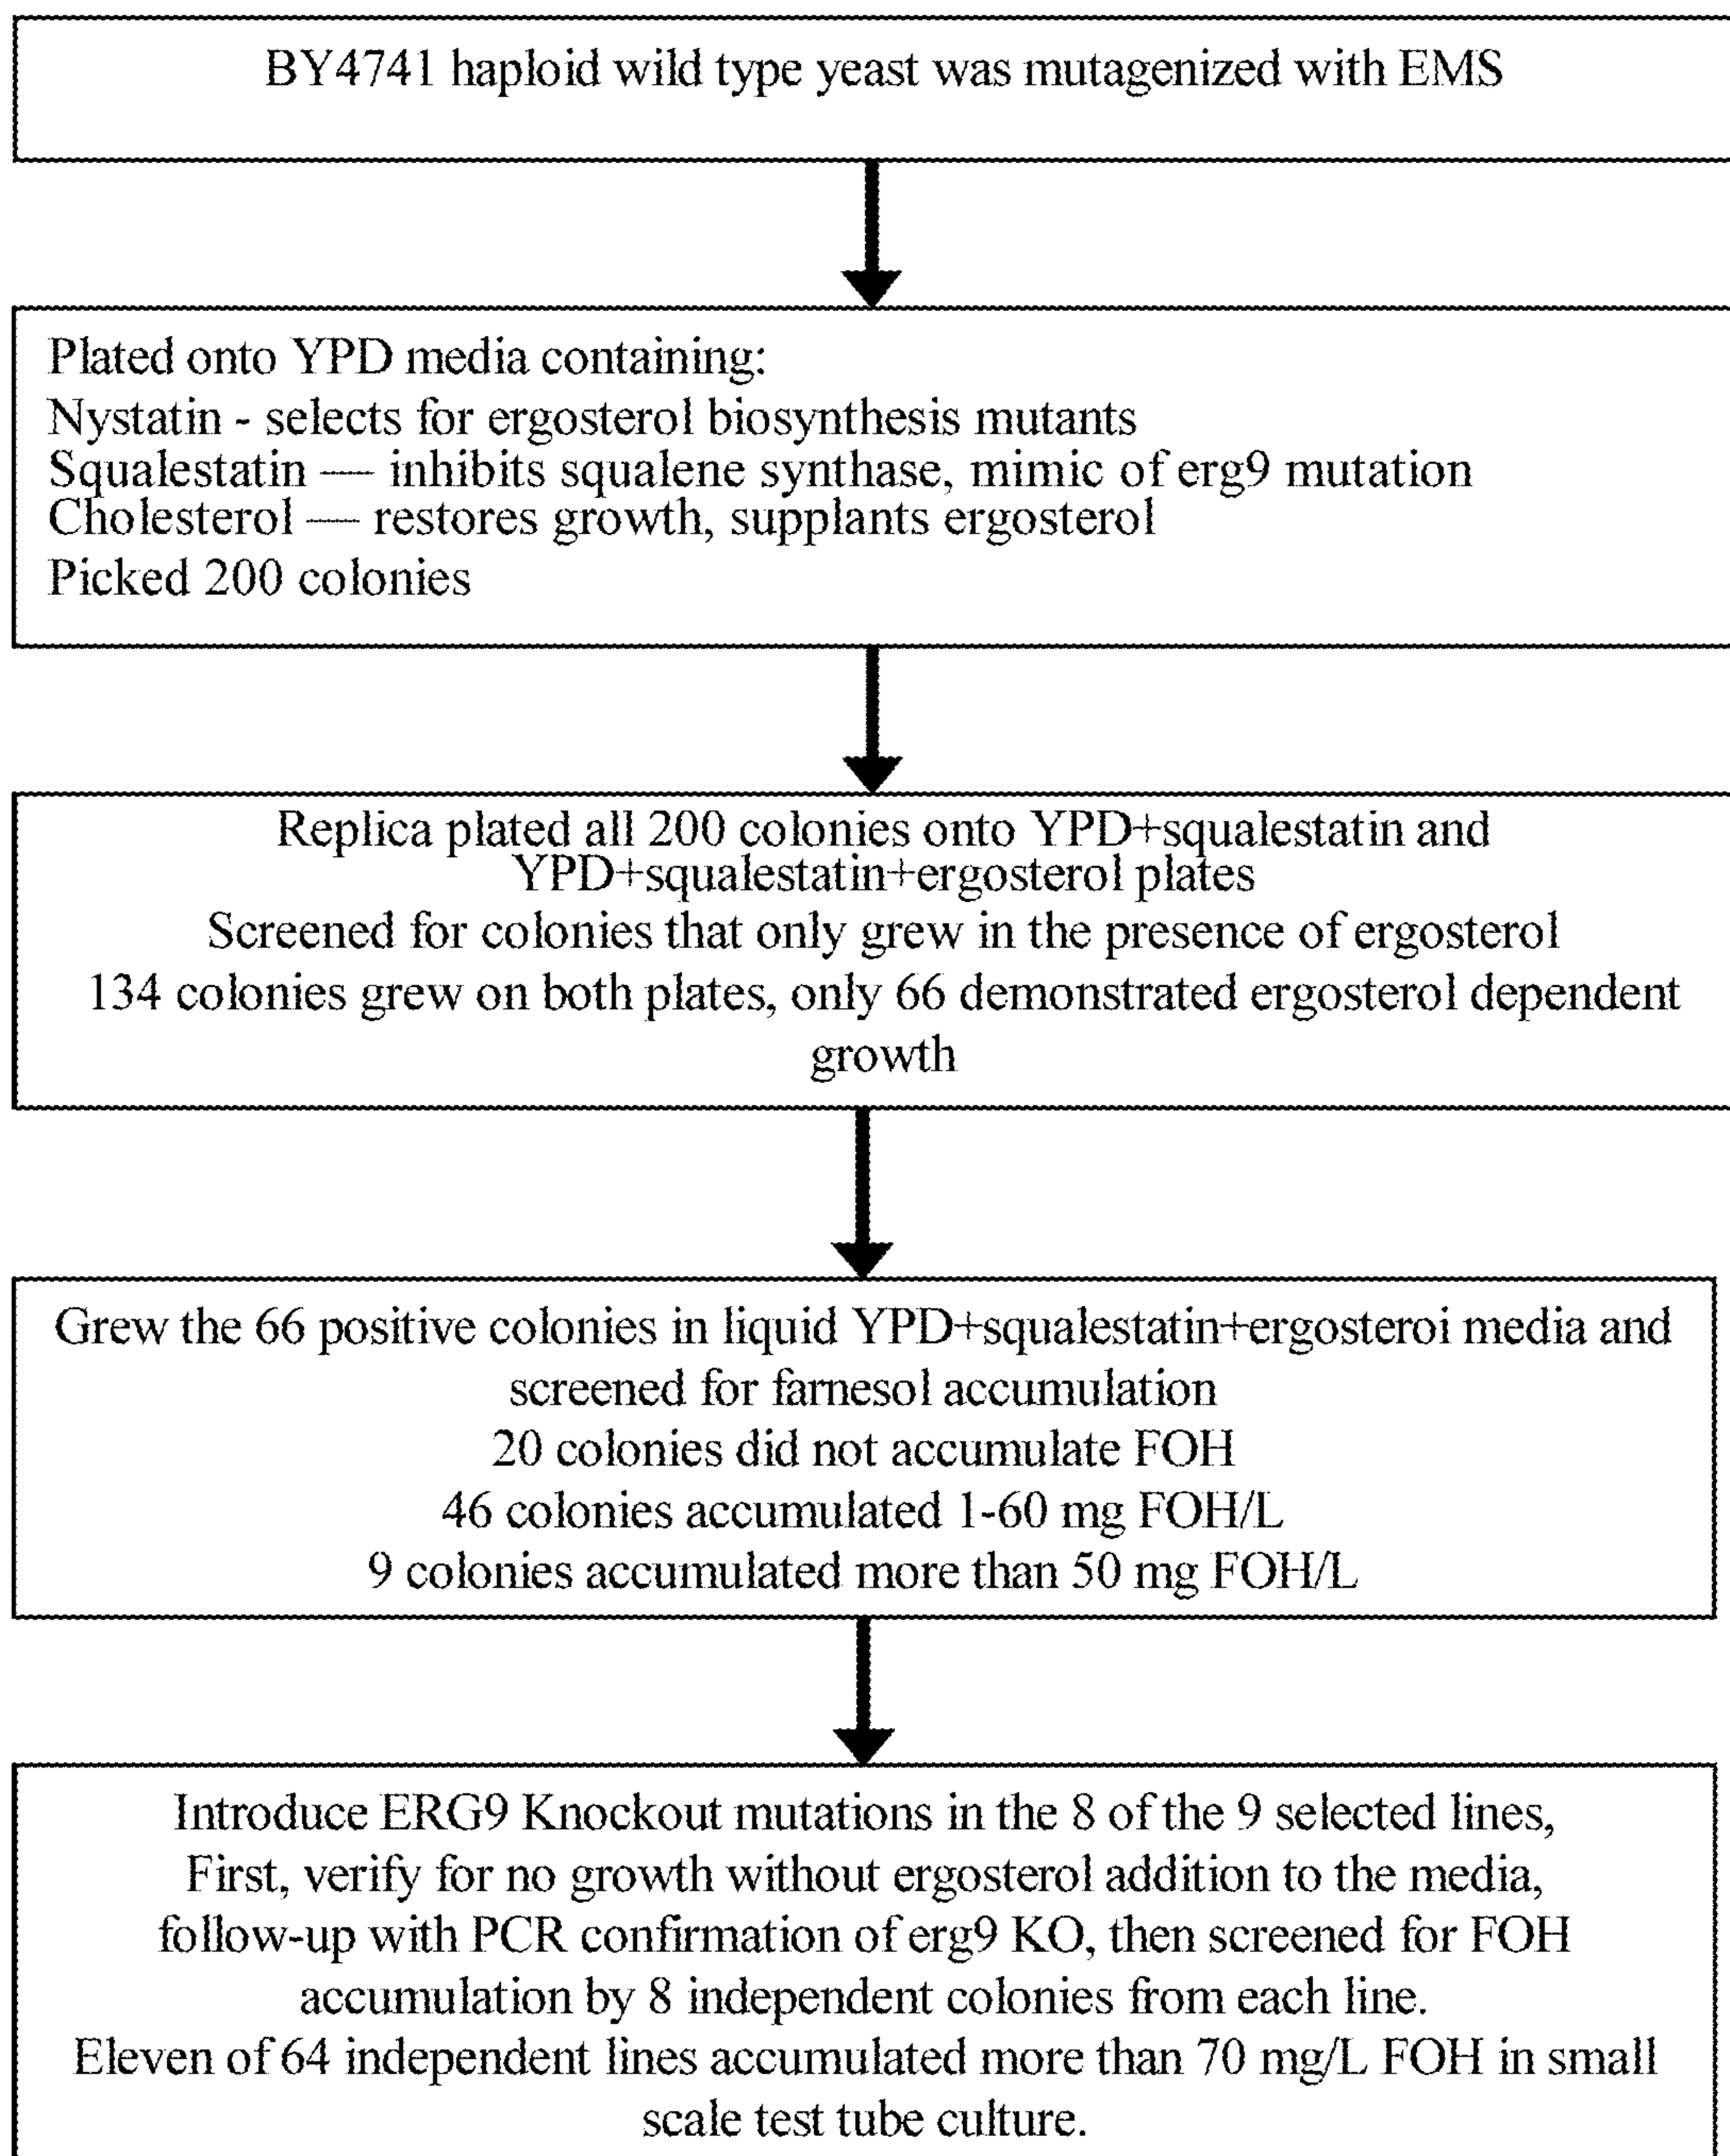 BY4741 haploid wild type yeast was mutagenized with EMS
Plated onto YPD media containing:
Nystatin - selects for ergosterol biosynthesis mutants
Squalestatin — inhibits squalene synthase, mimic of erg9 mutation
Cholesterol — restores growth, supplants ergosterol
Picked 200 colonies
Replica plated all 200 colonies onto YPD+squalestatin and
YPD+squalestatin+ergosterol plates
Screened for colonies that only grew in the presence of ergosterol
134 colonies grew on both plates, only 66 demonstrated ergosterol dependent
growth
Grew the 66 positive colonies in liquid YPD+squalestatin+ergosteroi media and
screened for farnesol accumulation
20 colonies did not accumulate FOH
46 colonies accumulated 1-60 mg FOH/L
9 colonies accumulated more than 50 mg FOH/L
Introduce ERG9 Knockout mutations in the 8 of the 9 selected lines,
First, verify for no growth without ergosterol addition to the media,
follow-up with PCR confirmation of erg9 KO, then screened for FOH
accumulation by 8 independent colonies from each line.
Eleven of 64 independent lines accumulated more than 70 mg/L FOH in small
scale test tube culture.